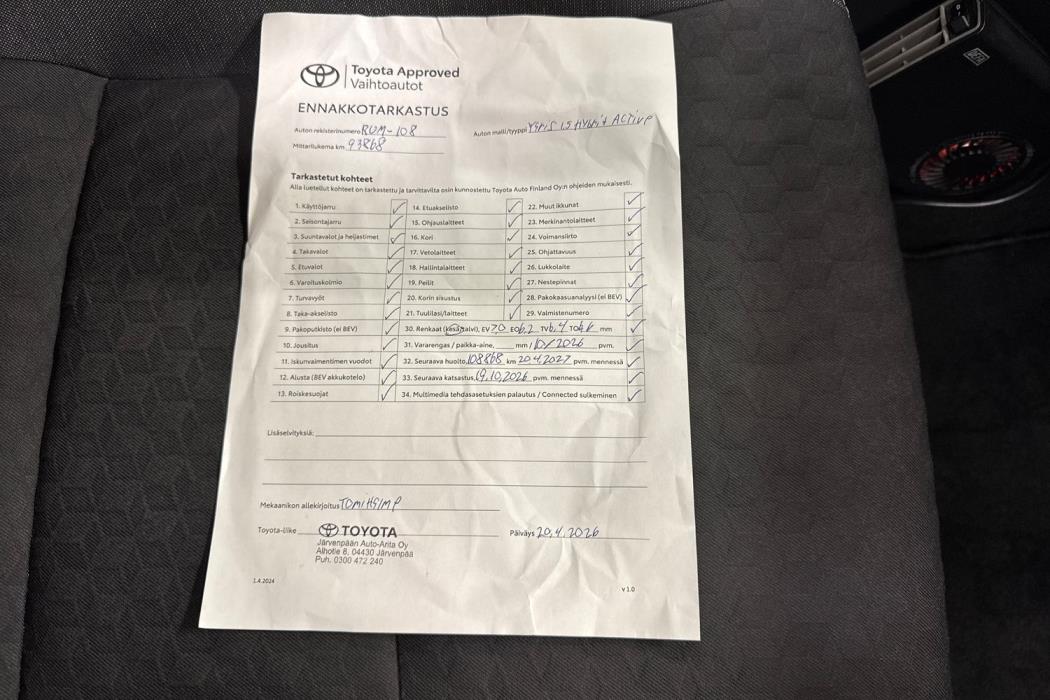 Toyota Approved
Vaihtoautot
ENNAKKOTARKASTUS
Auton rekisterinumero RUM-108
Auton malli/tyyppi Yaris 1.5 HYbrid ACTive
Mittarilukema km 93868
Tarkastetut kohteet
Alla luetellut kohteet on tarkastettu ja tarvittavilta osin kunnostettu Toyota Auto Finland Oy:n ohjeiden mukaisesti.
1. Käyttöjarru ✓ 14. Etuakselisto ✓ 22. Muut ikkunat ✓
2. Seisontajarru ✓ 15. Ohjauslaitteet ✓ 23. Merkinantolaitteet ✓
3. Suuntavalot ja heijastimet ✓ 16. Kori ✓ 24. Voimansiirto ✓
4. Takavalot ✓ 17. Vetolaitteet ✓ 25. Ohjattavuus ✓
5. Etuvalot ✓ 18. Hallintalaitteet ✓ 26. Lukkolaite ✓
6. Varoituskolmio ✓ 19. Peilit ✓ 27. Nestepinnat ✓
7. Turvavyöt ✓ 20. Korin sisustus ✓ 28. Pakokaasuanalyysi (ei BEV) ✓
8. Taka-akselisto ✓ 21. Tuulilasi/laitteet ✓ 29. Valmistenumero ✓
9. Pakoputkisto (ei BEV) ✓ 30. Renkaat (kesä/talvi), EV 7,0 EO 6,2 TV 6,4 TO mm ✓
10. Jousitus ✓ 31. Vararengas / paikka-aine, ____ mm / 10/2026 pvm. ✓
11. Iskunvaimentimen vuodot ✓ 32. Seuraava huolto, 108868 km 20.4.2027 pvm. mennessä ✓
12. Alusta (BEV akkukotelo) ✓ 33. Seuraava katsastus, 19.10.2026 pvm. mennessä ✓
13. Roiskesuojat ✓ 34. Multimedia tehdasasetuksien palautus / Connected sulkeminen ✓
Lisäselvityksiä:
Mekaanikon allekirjoitus
Toyota-liike TOYOTA
Päiväys 20.4.2026
Järvenpään Auto-Arita Oy
Alhotie 8, 04430 Järvenpää
Puh. 0300 472 240
1.4.2024
v 1.0